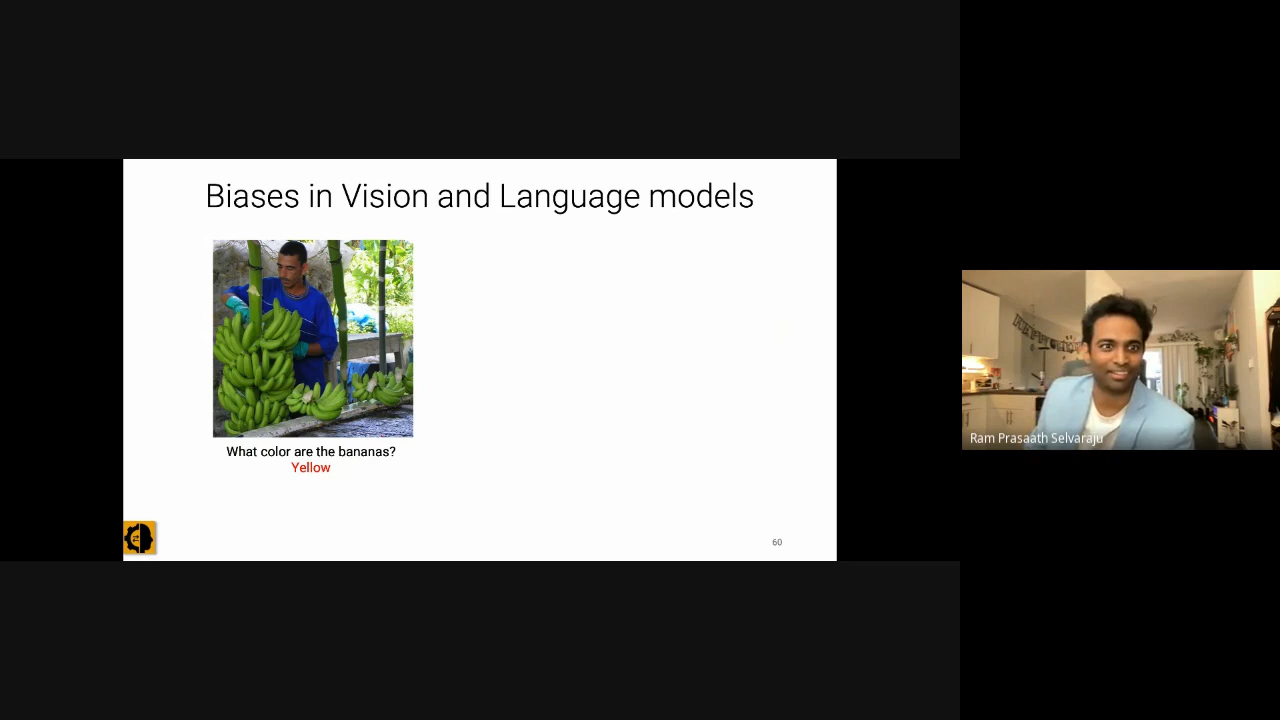 Biases in Vision and Language models
What color are the bananas?
Yellow
60
Ram Prasaath Selvaraju